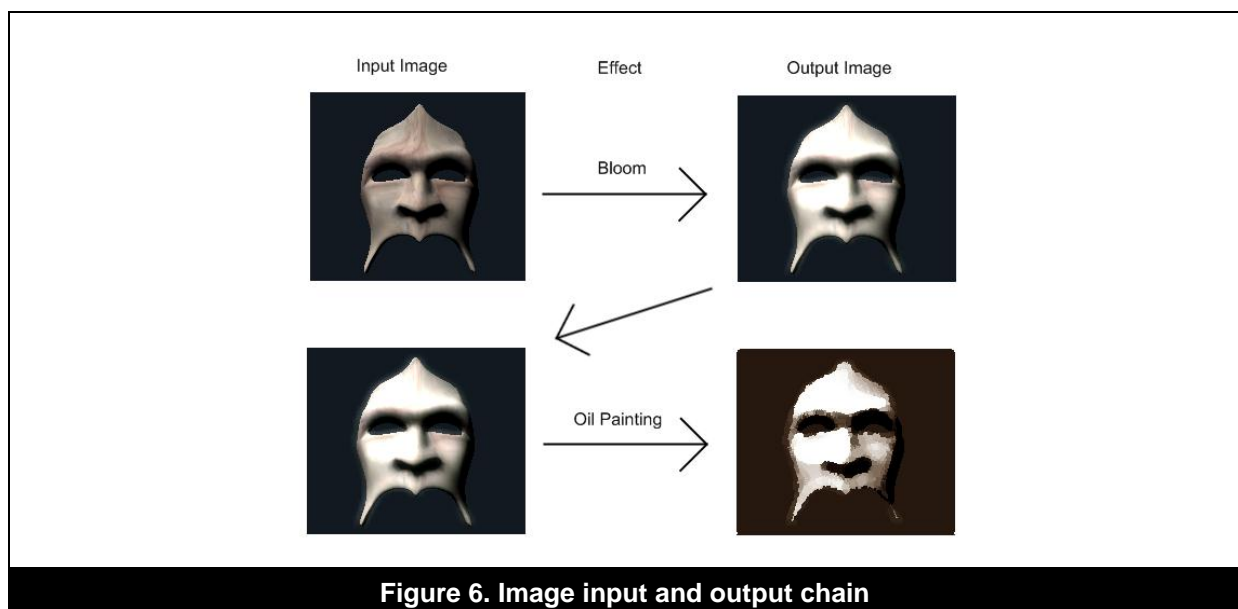 Input Image Effect Output Image
Bloom
Oil Painting
Figure 6. Image input and output chain